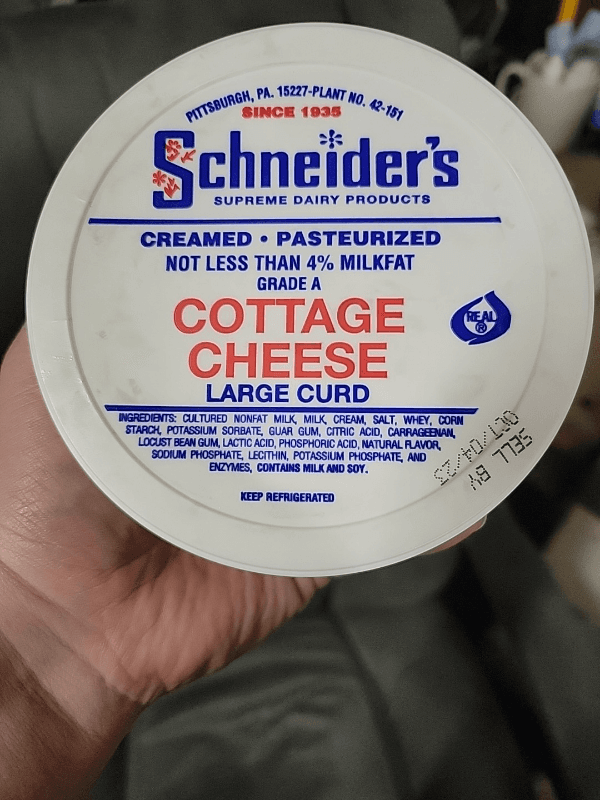 PITTSBURGH, PA. 15227-PLANT NO. 42-151
SINCE 1935
Schneider's
SUPREME DAIRY PRODUCTS
CREAMED • PASTEURIZED
NOT LESS THAN 4% MILKFAT
GRADE A
COTTAGE
CHEESE
LARGE CURD
REAL
®
INGREDIENTS: CULTURED NONFAT MILK, MILK, CREAM, SALT, WHEY, CORN
STARCH, POTASSIUM SORBATE, GUAR GUM, CITRIC ACID, CARRAGEENAN,
LOCUST BEAN GUM, LACTIC ACID, PHOSPHORIC ACID, NATURAL FLAVOR,
SODIUM PHOSPHATE, LECITHIN, POTASSIUM PHOSPHATE, AND
ENZYMES, CONTAINS MILK AND SOY.
KEEP REFRIGERATED
SELL BY